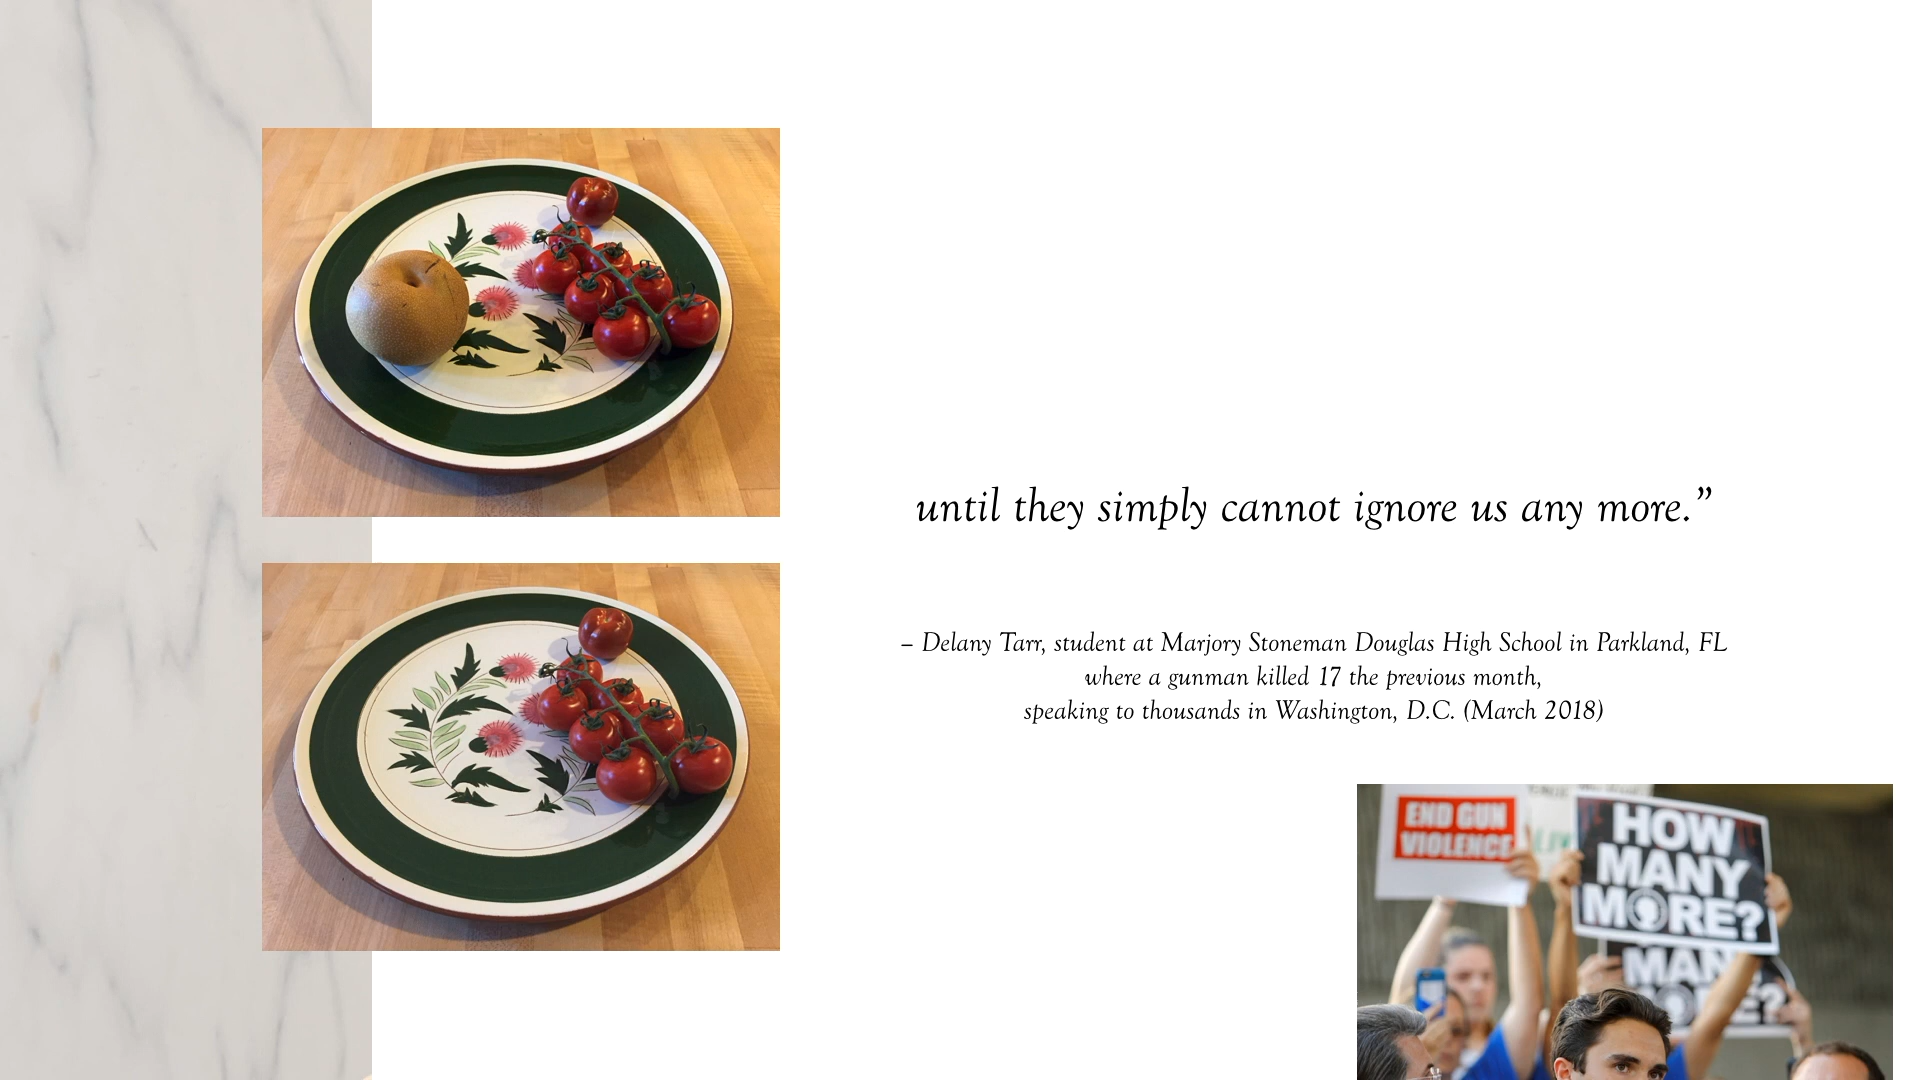 until they simply cannot ignore us any more.”
– Delany Tarr, student at Marjory Stoneman Douglas High School in Parkland, FL
where a gunman killed 17 the previous month,
speaking to thousands in Washington, D.C. (March 2018)
END GUN
VIOLENCE
HOW
MANY
MORE?
MAN